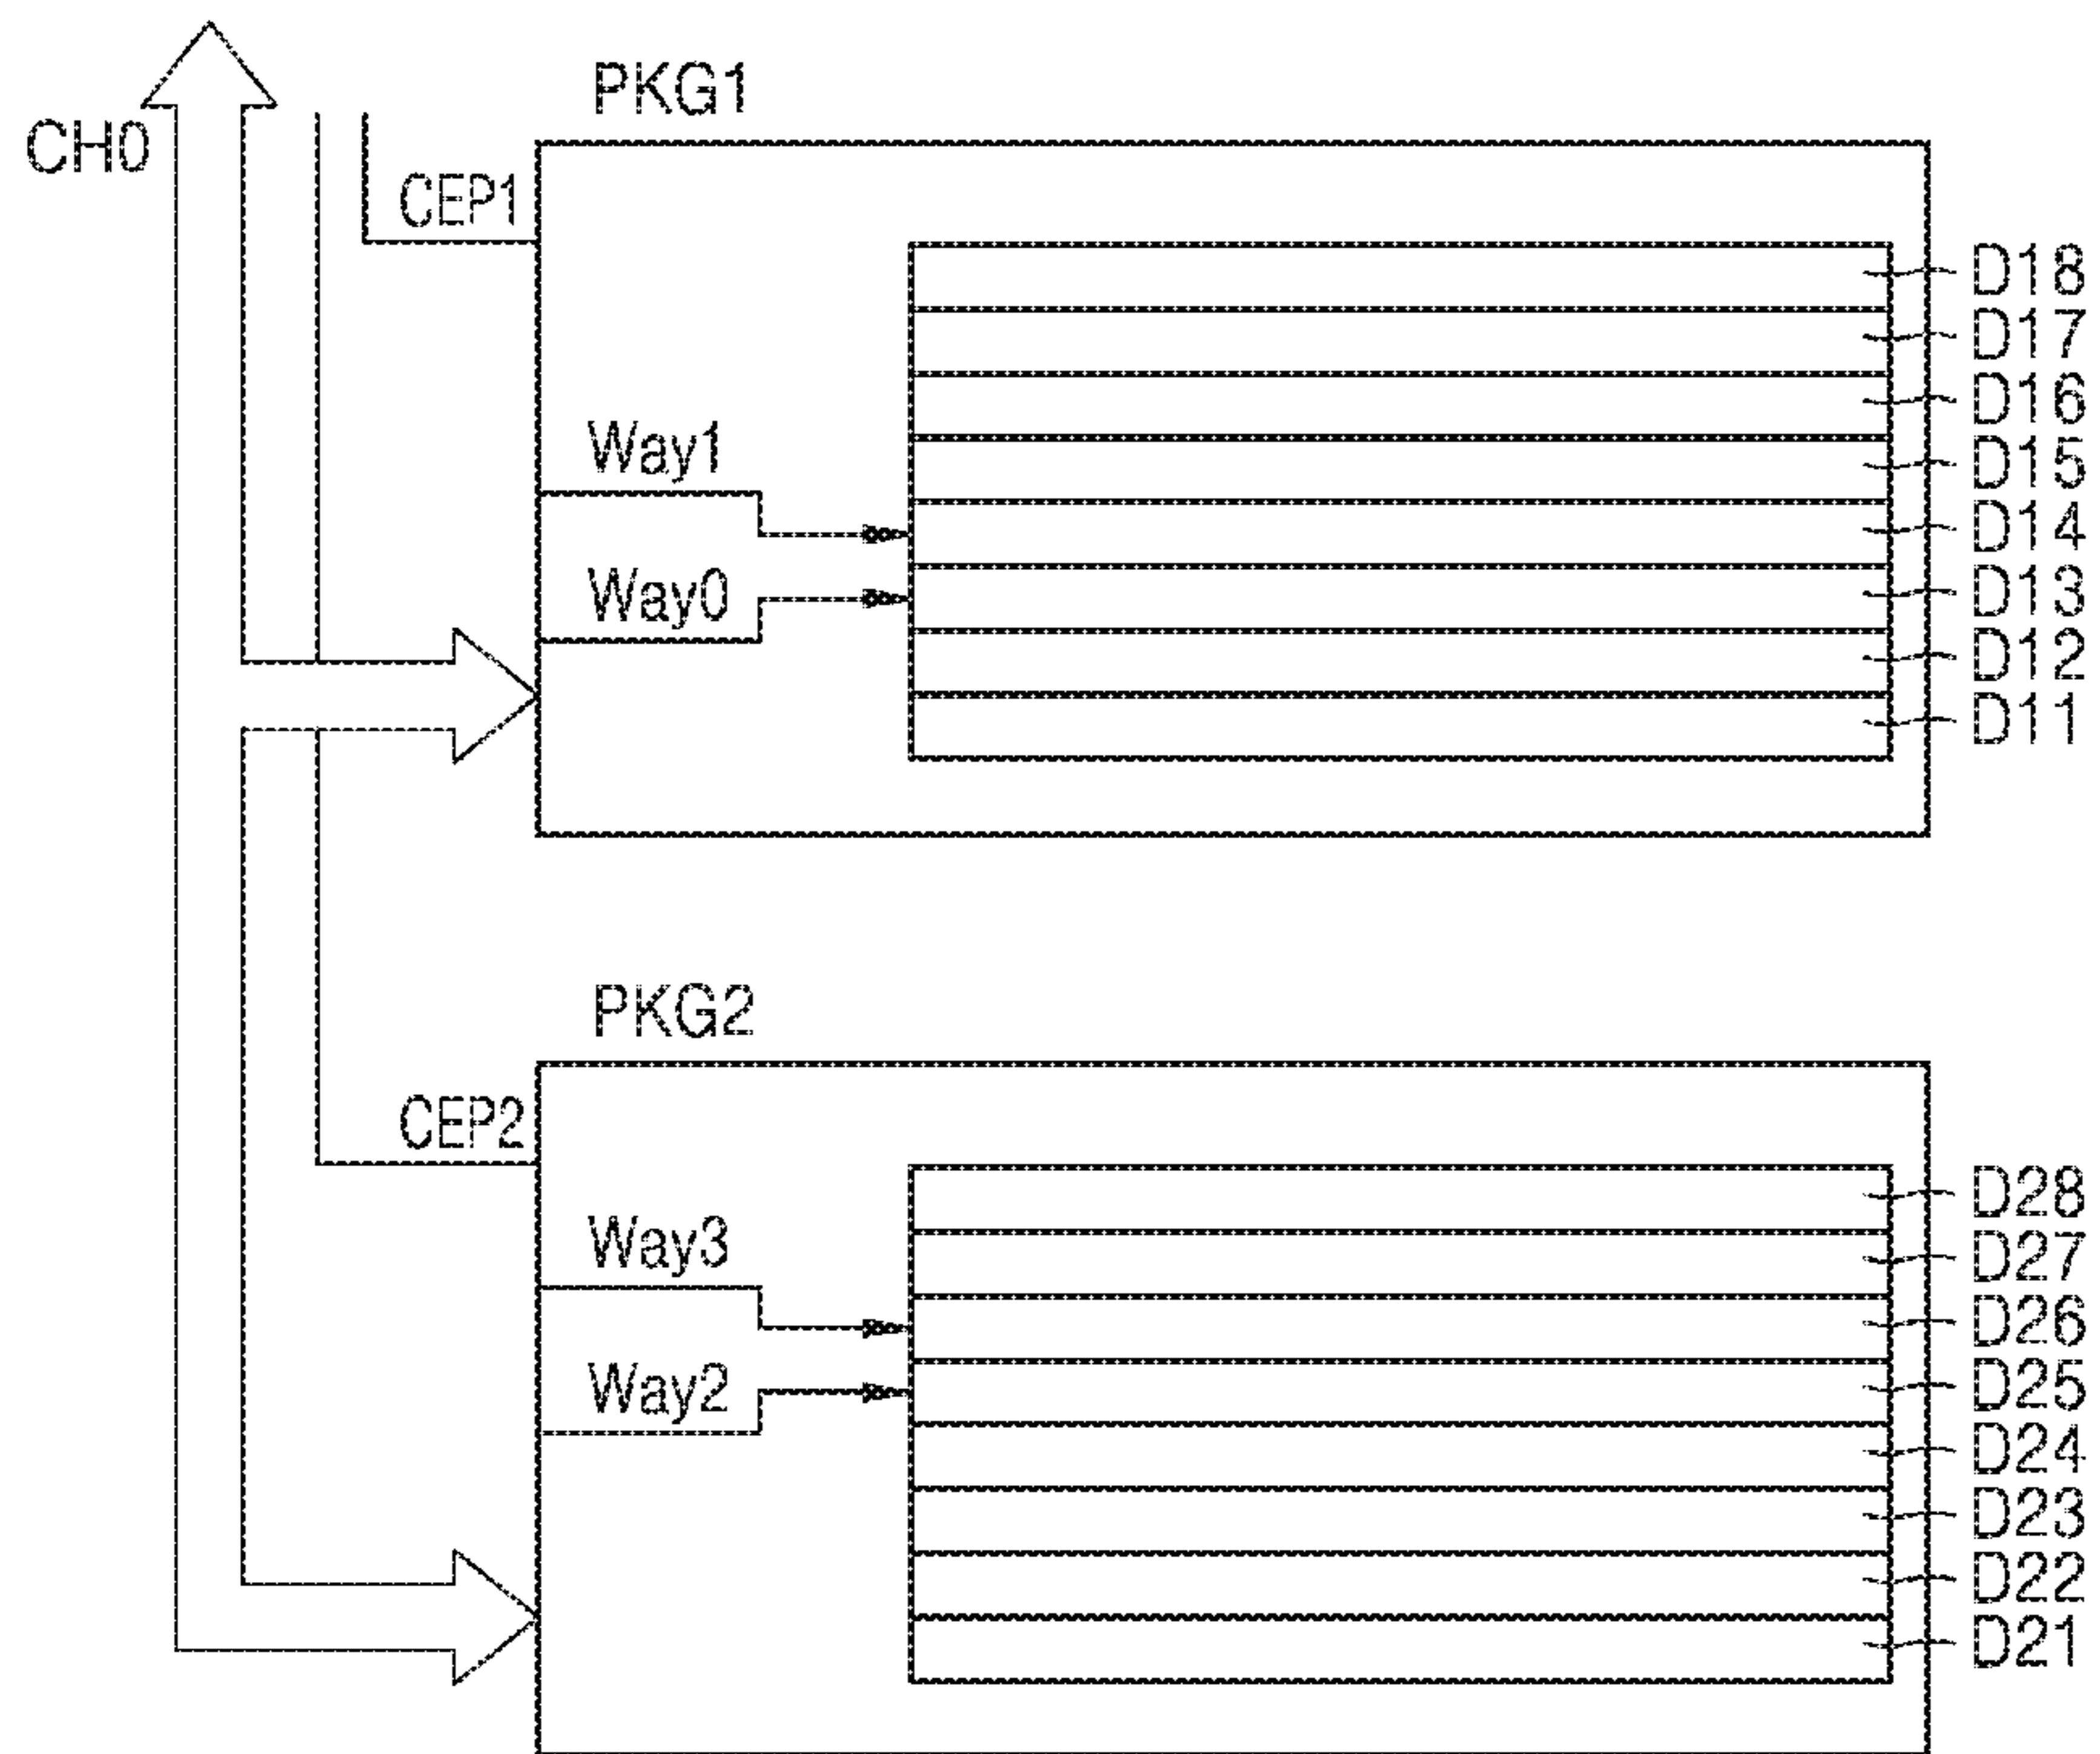 PKG1
CH0
CEP1
D18
D17
D16
Way1
D15
D14
Way0
D13
D12
D11
PKG2
CEP2
D28
Way3
D27
D26
Way2
D25
D24
D23
D22
D21